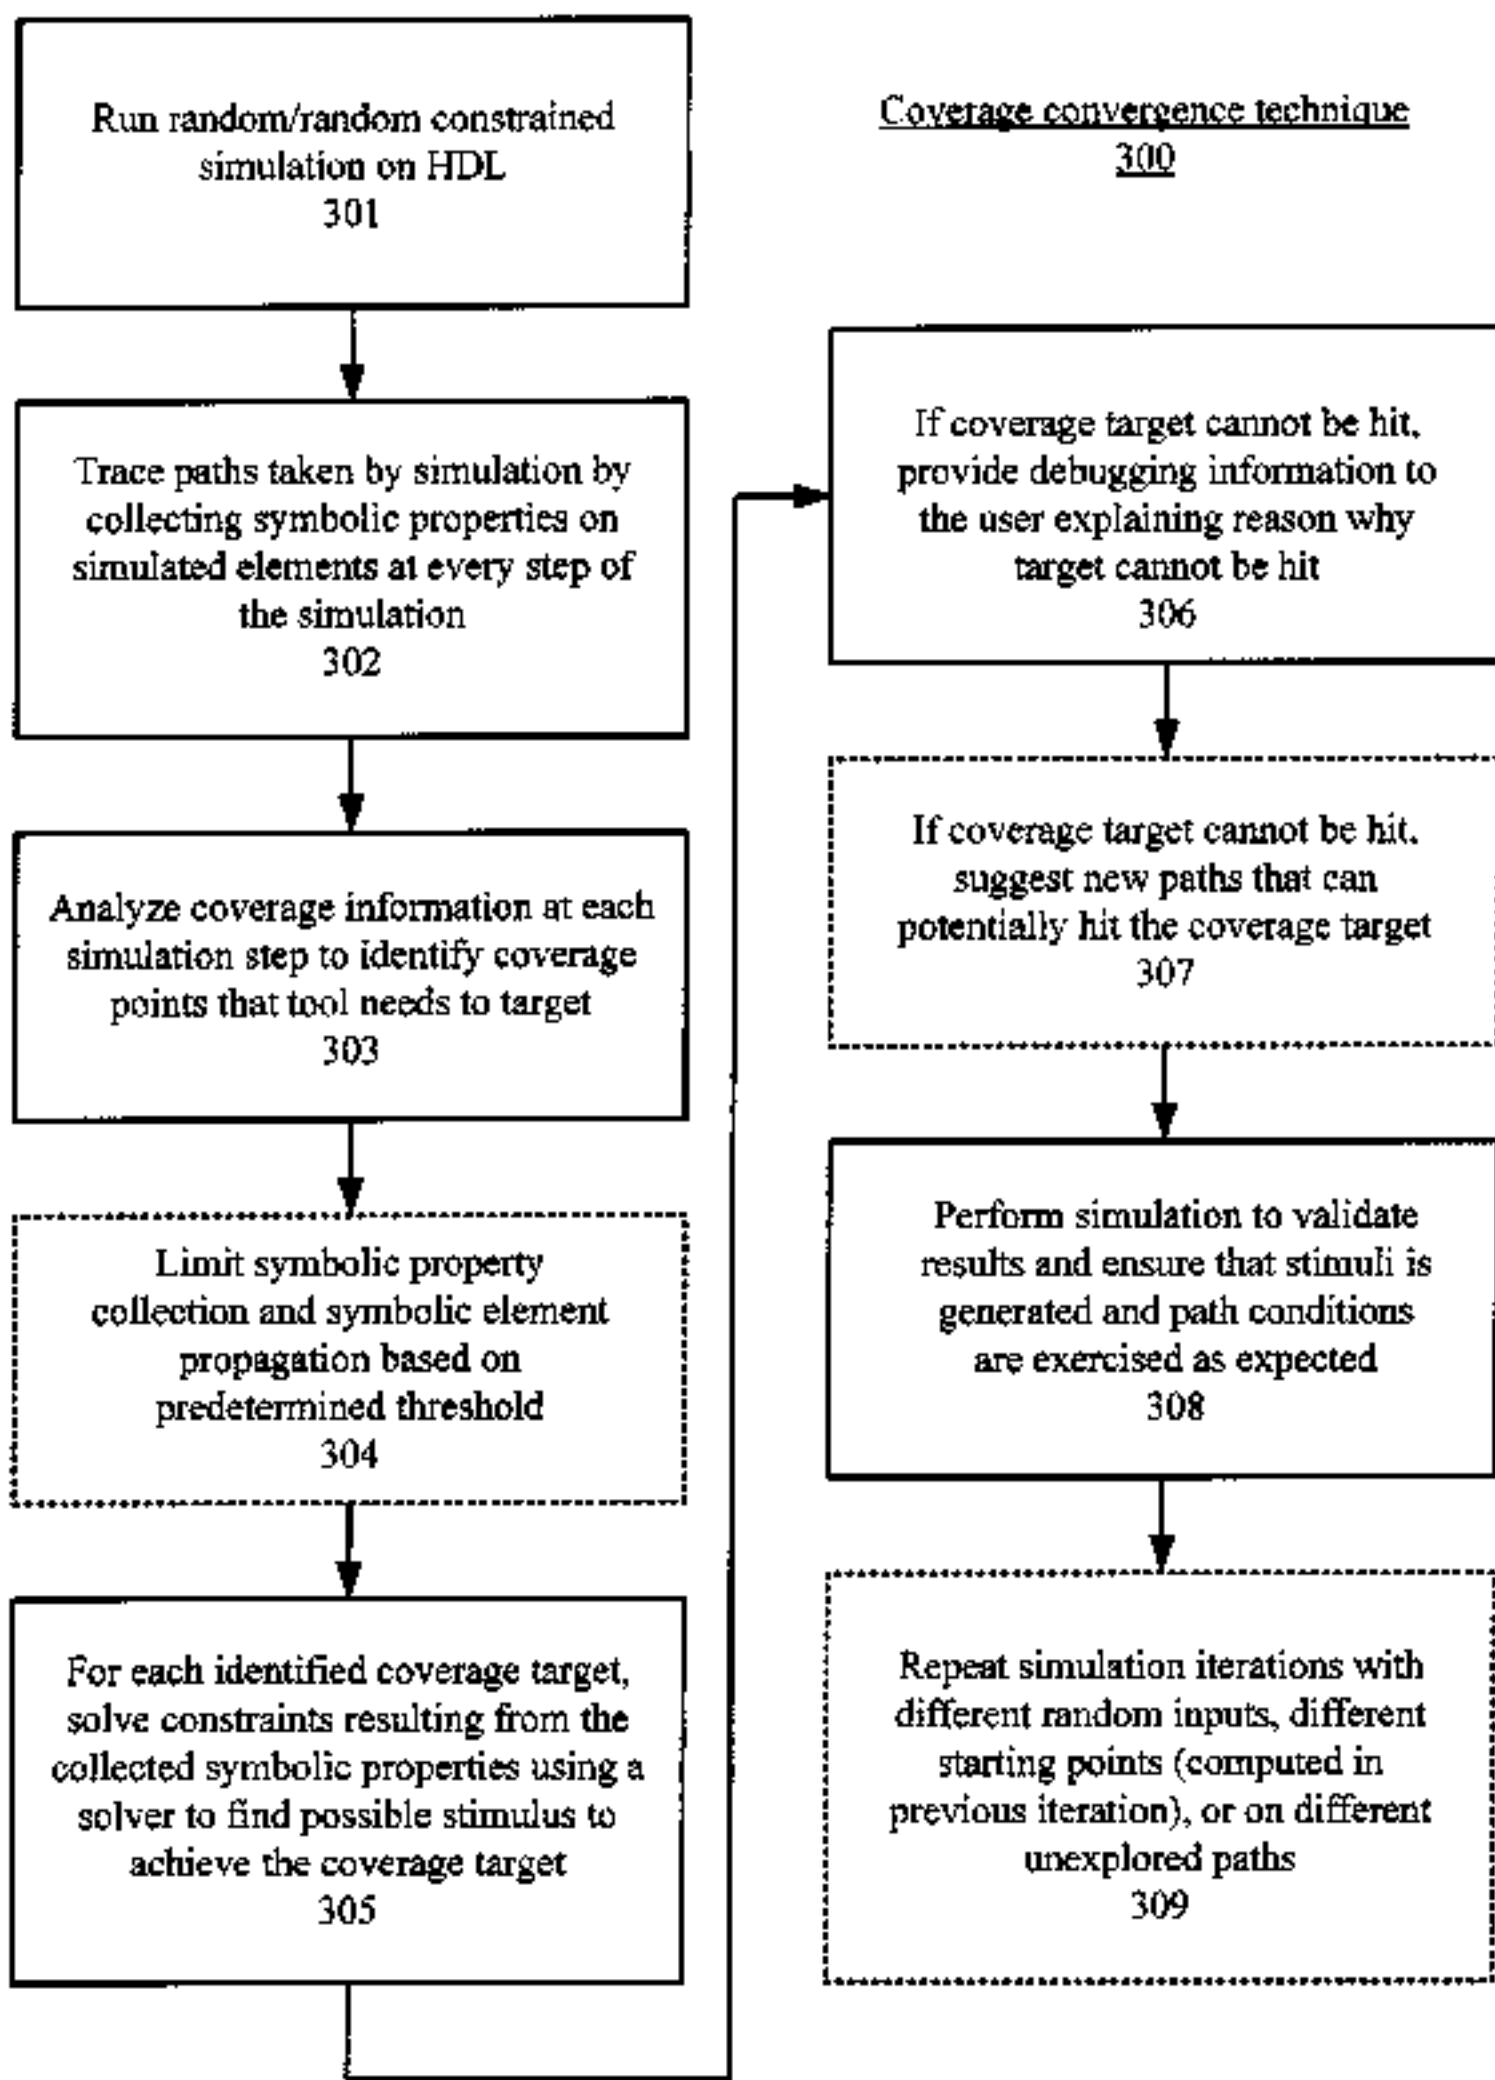 Run random/random constrained
simulation on HDL
301
Trace paths taken by simulation by
collecting symbolic properties on
simulated elements at every step of
the simulation
302
Analyze coverage information at each
simulation step to identify coverage
points that tool needs to target
303
Limit symbolic property
collection and symbolic element
propagation based on
predetermined threshold
304
For each identified coverage target,
solve constraints resulting from the
collected symbolic properties using a
solver to find possible stimulus to
achieve the coverage target
305
Coverage convergence technique
300
If coverage target cannot be hit,
provide debugging information to
the user explaining reason why
target cannot be hit
306
If coverage target cannot be hit,
suggest new paths that can
potentially hit the coverage target
307
Perform simulation to validate
results and ensure that stimuli is
generated and path conditions
are exercised as expected
308
Repeat simulation iterations with
different random inputs, different
starting points (computed in
previous iteration), or on different
unexplored paths
309